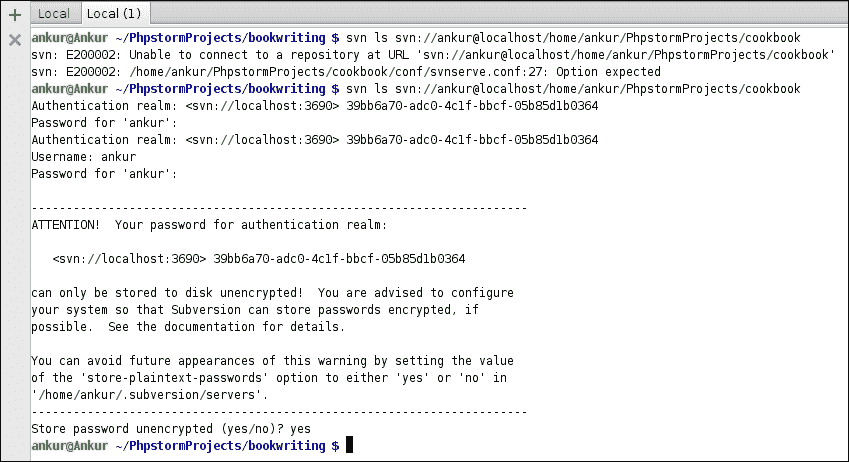 Local Local (1)
ankur@Ankur ~/PhpstormProjects/bookwriting $ svn ls svn://ankur@localhost/home/ankur/PhpstormProjects/cookbook
svn: E200002: Unable to connect to a repository at URL 'svn://ankur@localhost/home/ankur/PhpstormProjects/cookbook'
svn: E200002: /home/ankur/PhpstormProjects/cookbook/conf/svnserve.conf:27: Option expected
ankur@Ankur ~/PhpstormProjects/bookwriting $ svn ls svn://ankur@localhost/home/ankur/PhpstormProjects/cookbook
Authentication realm: <svn://localhost:3690> 39bb6a70-adc0-4c1f-bbcf-05b85d1b0364
Password for 'ankur':
Authentication realm: <svn://localhost:3690> 39bb6a70-adc0-4c1f-bbcf-05b85d1b0364
Username: ankur
Password for 'ankur':
-----------------------------------------------------------------------
ATTENTION!  Your password for authentication realm:
   <svn://localhost:3690> 39bb6a70-adc0-4c1f-bbcf-05b85d1b0364
can only be stored to disk unencrypted!  You are advised to configure
your system so that Subversion can store passwords encrypted, if
possible.  See the documentation for details.
You can avoid future appearances of this warning by setting the value
of the 'store-plaintext-passwords' option to either 'yes' or 'no' in
'/home/ankur/.subversion/servers'.
-----------------------------------------------------------------------
Store password unencrypted (yes/no)? yes
ankur@Ankur ~/PhpstormProjects/bookwriting $